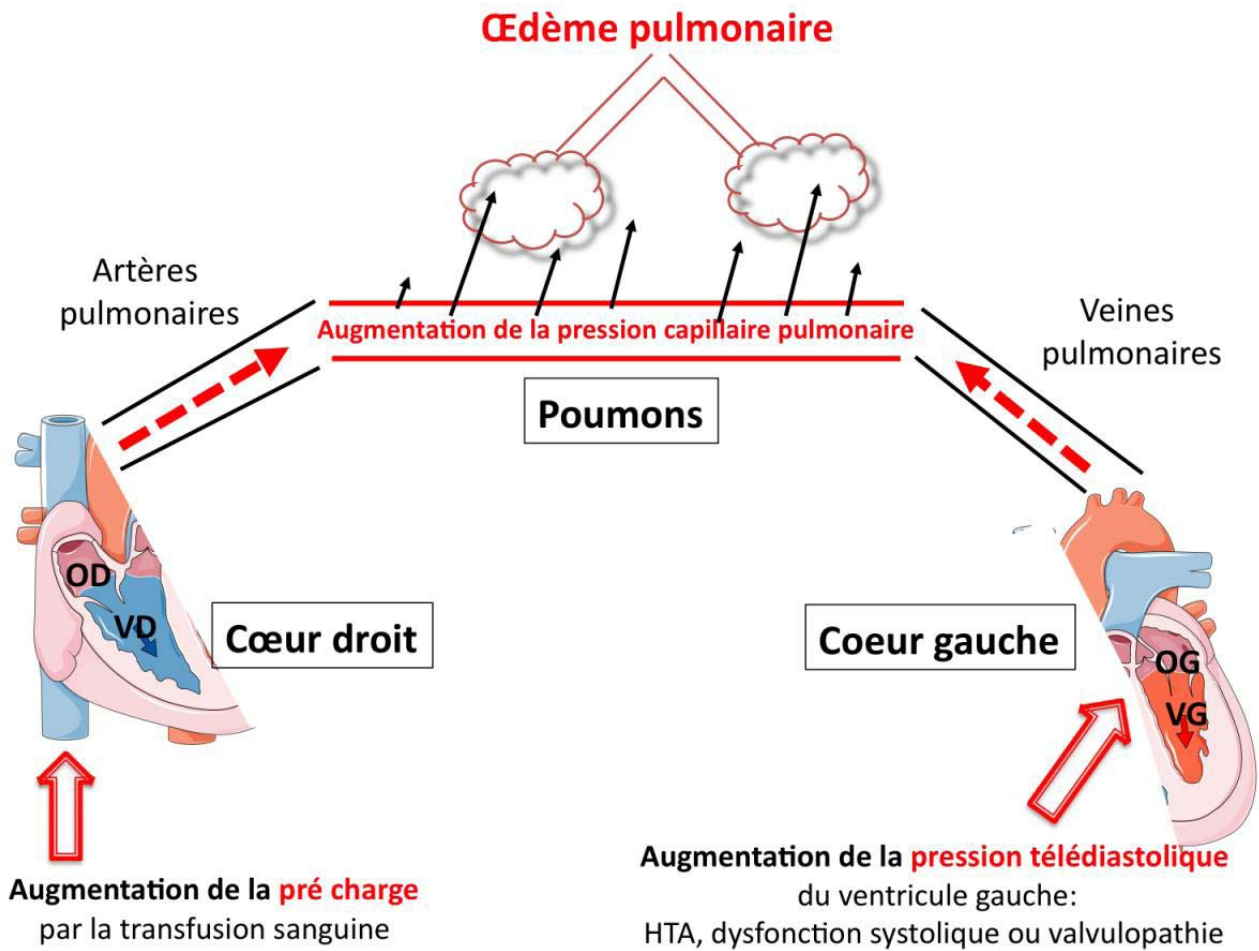 Œdème pulmonaire
Artères
pulmonaires
Augmentation de la pression capillaire pulmonaire
Veines
pulmonaires
Poumons
OD
VD
Cœur droit
Coeur gauche
OG
VG
Augmentation de la pré charge
par la transfusion sanguine
Augmentation de la pression télédiastolique
du ventricule gauche:
HTA, dysfonction systolique ou valvulopathie